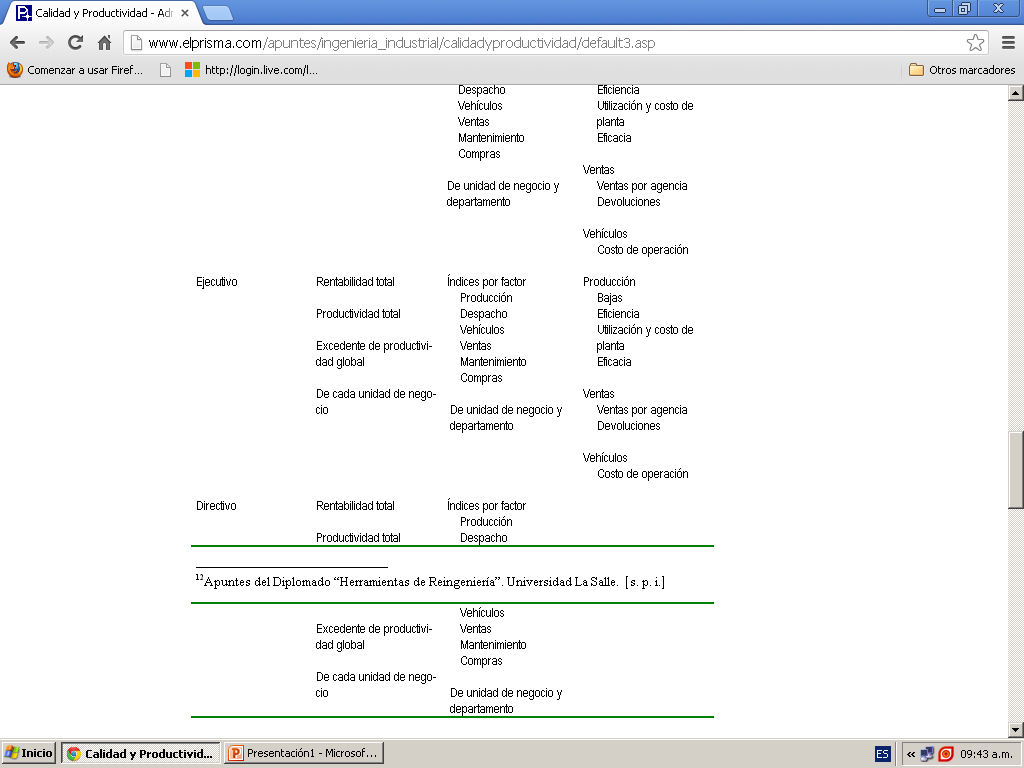 Calidad y Productividad - Adr
www.elprisma.com/apuntes/ingenieria_industrial/calidadyproductividad/default3.asp
Comenzar a usar Firef...
http://login.live.com/l...
Otros marcadores
Despacho Eficiencia
Vehículos Utilización y costo de
Ventas planta
Mantenimiento Eficacia
Compras
Ventas
De unidad de negocio y Ventas por agencia
departamento Devoluciones
Vehículos
Costo de operación
Ejecutivo Rentabilidad total Índices por factor Producción
Producción Bajas
Productividad total Despacho Eficiencia
Vehículos Utilización y costo de
Excedente de productivi- Ventas planta
dad global Mantenimiento Eficacia
Compras
De cada unidad de nego- Ventas
cio De unidad de negocio y Ventas por agencia
departamento Devoluciones
Vehículos
Costo de operación
Directivo Rentabilidad total Índices por factor
Producción
Productividad total Despacho
12Apuntes del Diplomado “Herramientas de Reingeniería”. Universidad La Salle. [s. p. i.]
Vehículos
Excedente de productivi- Ventas
dad global Mantenimiento
Compras
De cada unidad de nego-
cio De unidad de negocio y
departamento
Inicio Calidad y Productivid... Presentación1 - Microsof... ES « 09:43 a.m.